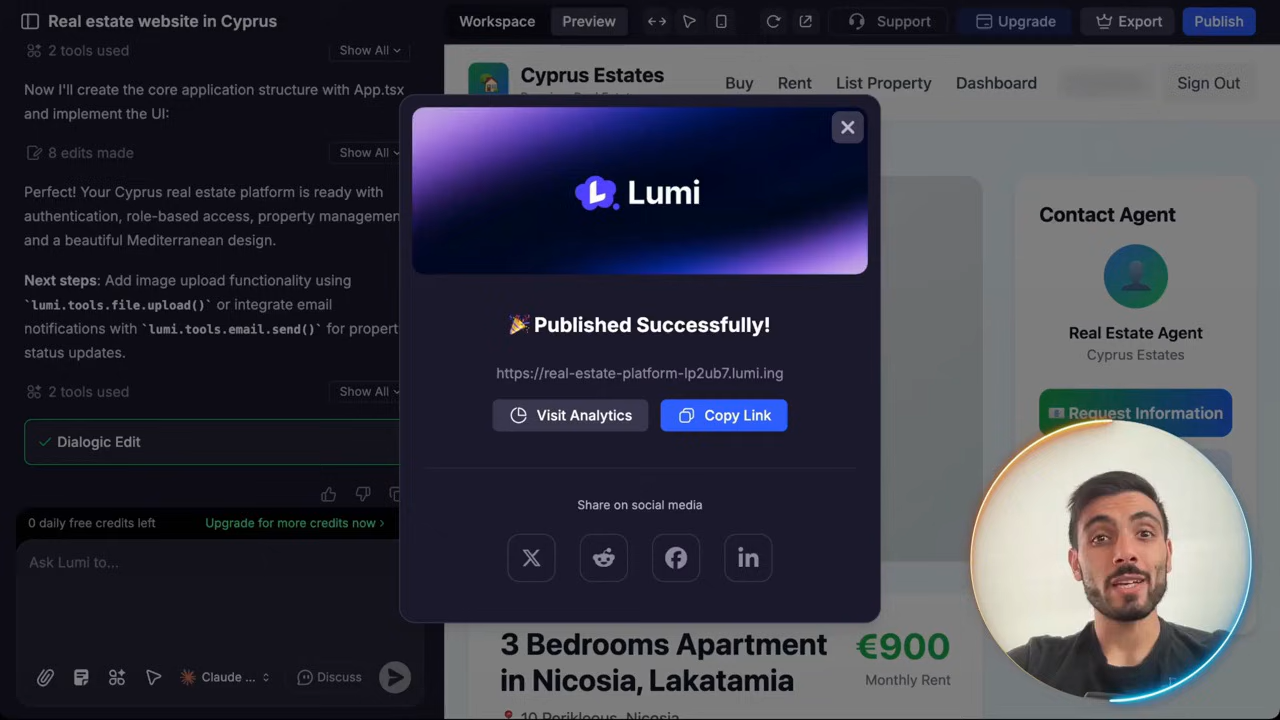 Real estate website in Cyprus
Workspace
Preview
Support
Upgrade
Export
Publish
2 tools used
Show All
Now I'll create the core application structure with App.tsx
and implement the UI:
8 edits made
Show All
Perfect! Your Cyprus real estate platform is ready with
authentication, role-based access, property managemen
and a beautiful Mediterranean design.
Next steps: Add image upload functionality using
`lumi.tools.file.upload()` or integrate email
notifications with `lumi.tools.email.send()` for propert
status updates.
2 tools used
Show All
Dialogic Edit
0 daily free credits left
Upgrade for more credits now >
Ask Lumi to...
Claude ...
Discuss
Cyprus Estates
Buy
Rent
List Property
Dashboard
Sign Out
Lumi
🎉 Published Successfully!
https://real-estate-platform-lp2ub7.lumi.ing
Visit Analytics
Copy Link
Share on social media
Contact Agent
Real Estate Agent
Cyprus Estates
Request Information
3 Bedrooms Apartment
in Nicosia, Lakatamia
€900
Monthly Rent
10 Perikleous, Nicosia